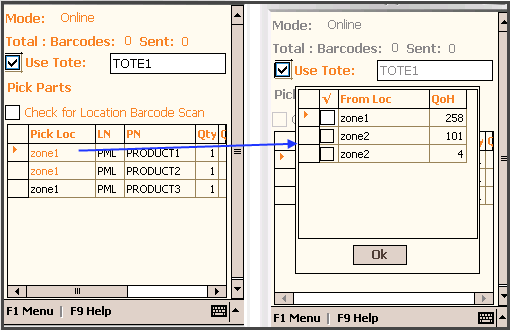 Mode: Online
Total : Barcodes: 0 Sent: 0
Use Tote: TOTE1
Pick Parts
Check for Location Barcode Scan
Pick Loc LN PN Qty
zone1 PML PRODUCT1 1
zone1 PML PRODUCT2 1
zone1 PML PRODUCT3 1
F1 Menu | F9 Help
Mode: Online
Total : Barcodes: 0 Sent: 0
Use Tote: TOTE1
Pick
√ From Loc QoH
zone1 258
zone2 101
zone2 4
Ok
F1 Menu | F9 Help